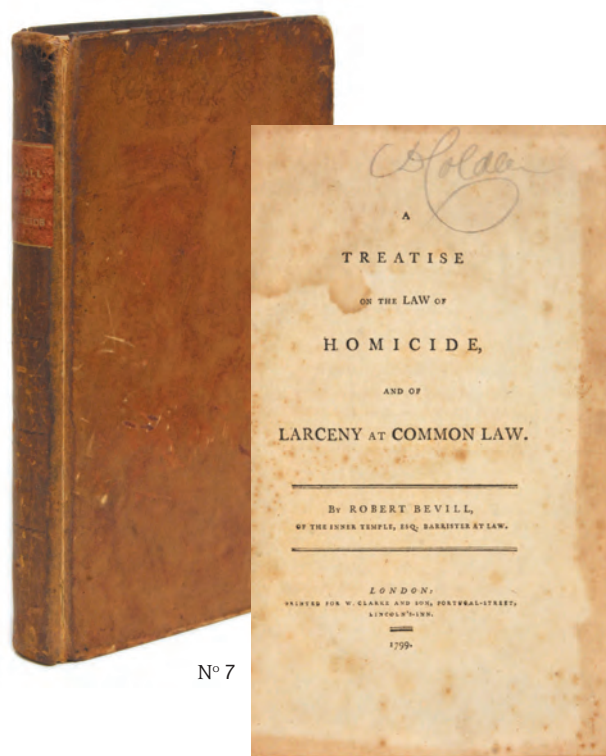 A
TREATISE
ON THE LAW OF
HOMICIDE,
AND OF
LARCENY AT COMMON LAW.
BY ROBERT BEVILL,
OF THE INNER TEMPLE, ESQ. BARRISTER AT LAW.
LONDON:
PRINTED FOR W. CLARKE AND SON, PORTUGAL-STREET,
LINCOLN'S-INN.
1799.
Nº 7